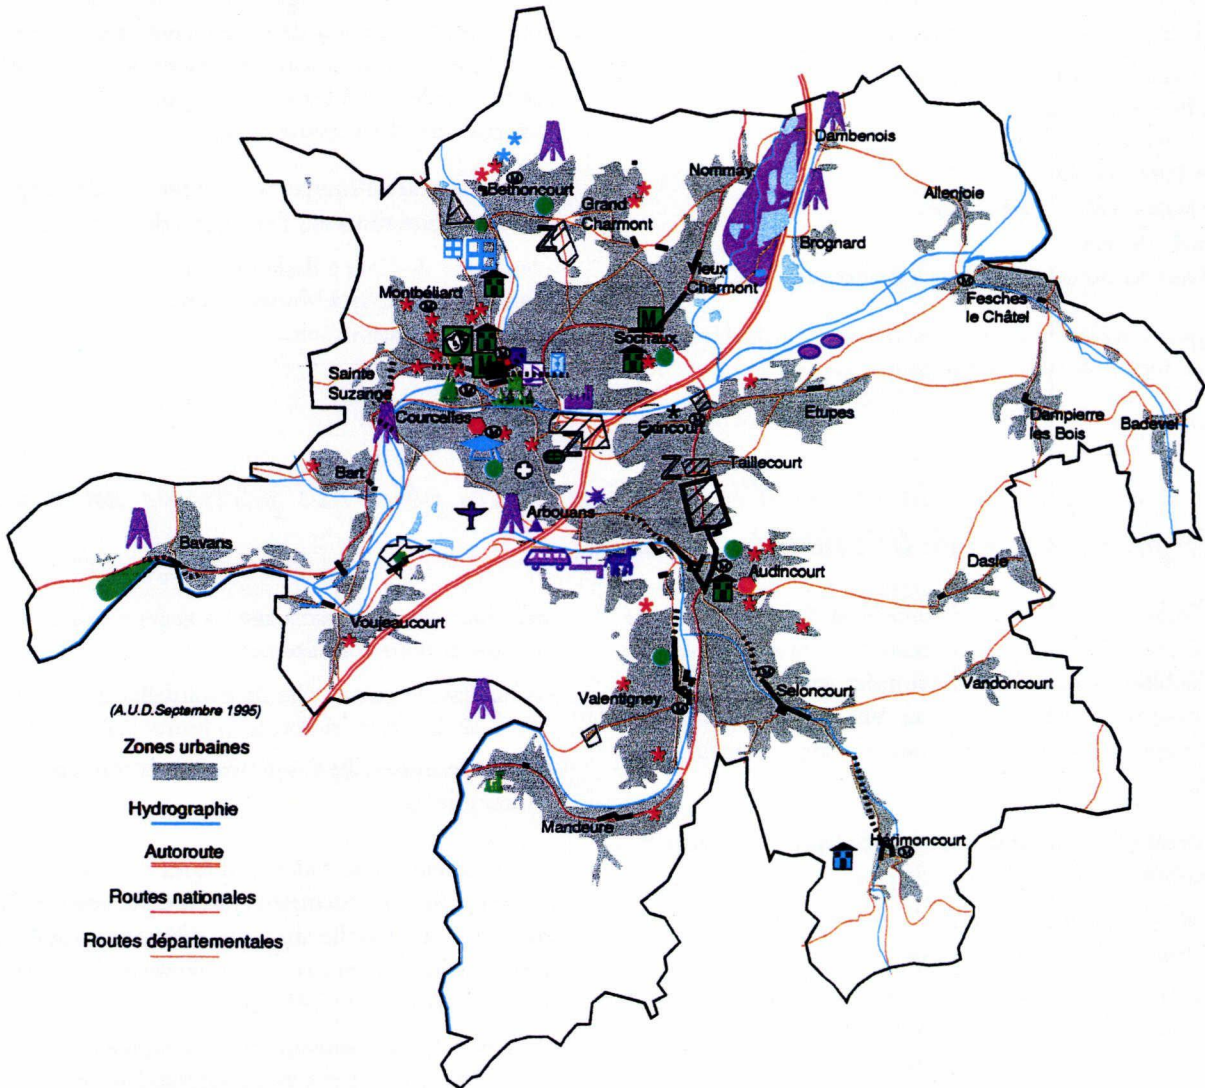 Dambenois
Nommay
Bethoncourt
Allenjoie
Grand
Charmont
Brognard
Vieux
Charmont
Montbéliard
Fesches
le Châtel
M
Sochaux
Sainte
Suzanne
Courcelles
Etupes
Exincourt
Dampierre
les Bois
Badevel
Z
Z
Z
Taillecourt
Bart
Arbouans
Bavans
Audincourt
Dasle
Voujeaucourt
Valentigney
Seloncourt
Vandoncourt
(A.U.D.Septembre 1995)
Zones urbaines
Hydrographie
Mandeure
Autoroute
Hérimoncourt
Routes nationales
Routes départementales